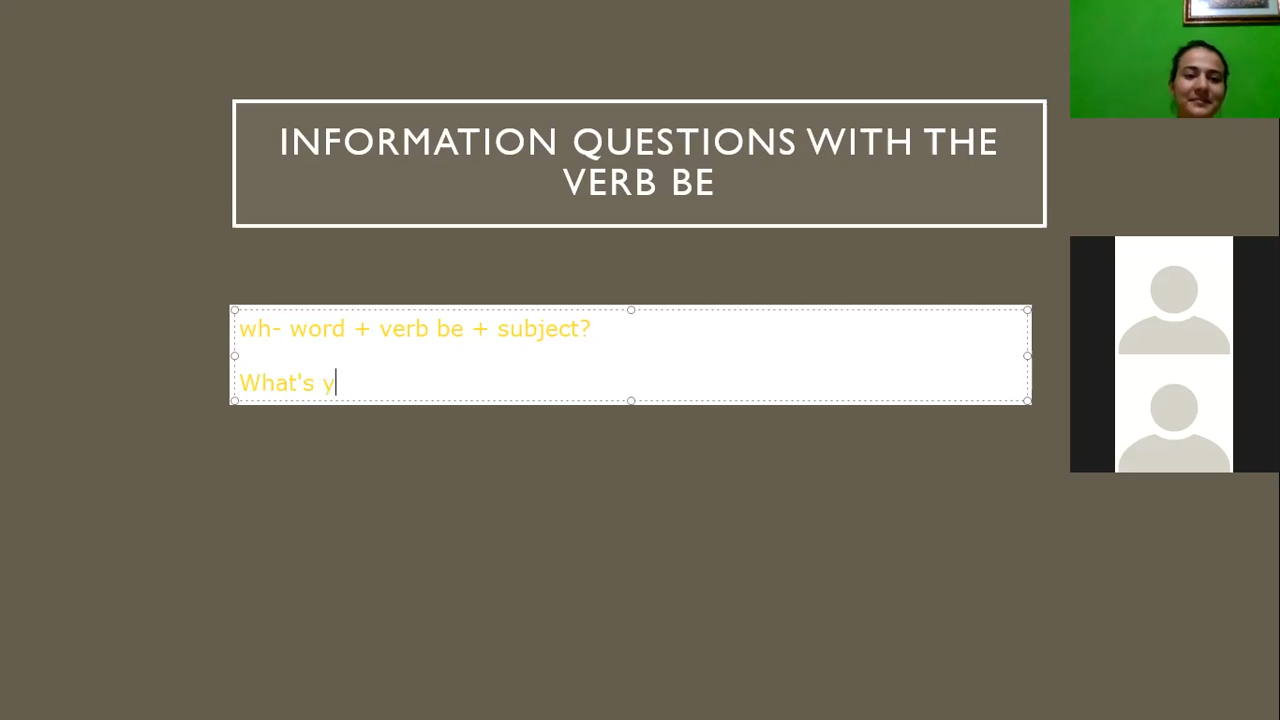 INFORMATION QUESTIONS WITH THE
VERB BE
wh- word + verb be + subject?
What's y